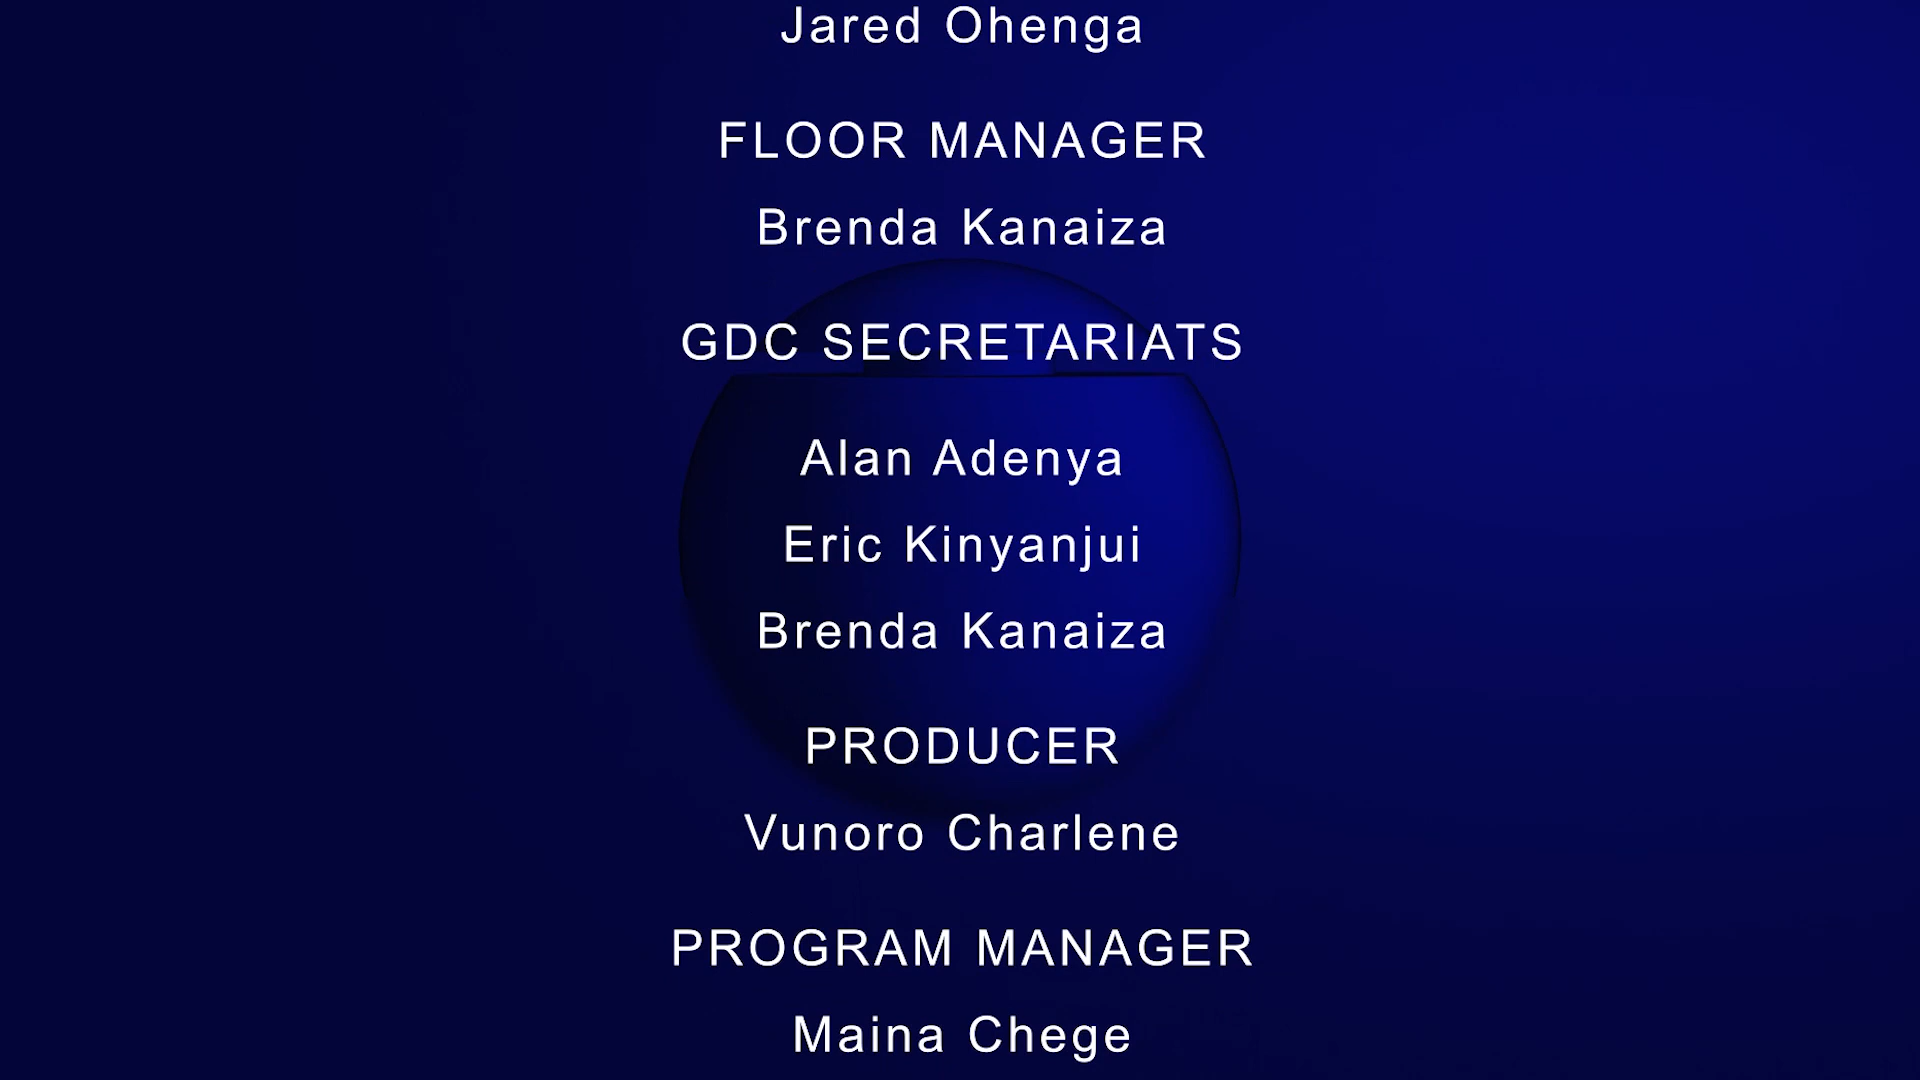 Jared Ohenga
FLOOR MANAGER
Brenda Kanaiza
GDC SECRETARIATS
Alan Adenya
Eric Kinyanjui
Brenda Kanaiza
PRODUCER
Vunoro Charlene
PROGRAM MANAGER
Maina Chege